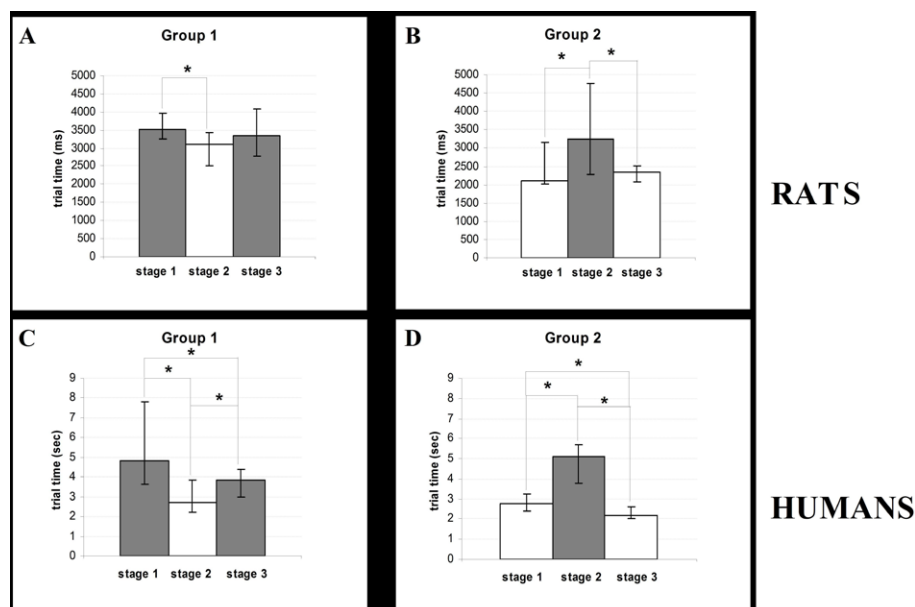 A
Group 1
*
trial time (ms)
5000
4500
4000
3500
3000
2500
2000
1500
1000
500
0
stage 1 stage 2 stage 3
B
Group 2
* *
trial time (ms)
5000
4500
4000
3500
3000
2500
2000
1500
1000
500
0
stage 1 stage 2 stage 3
RATS
C
Group 1
*
* *
trial time (sec)
9
8
7
6
5
4
3
2
1
0
stage 1 stage 2 stage 3
D
Group 2
*
* *
trial time (sec)
9
8
7
6
5
4
3
2
1
0
stage 1 stage 2 stage 3
HUMANS